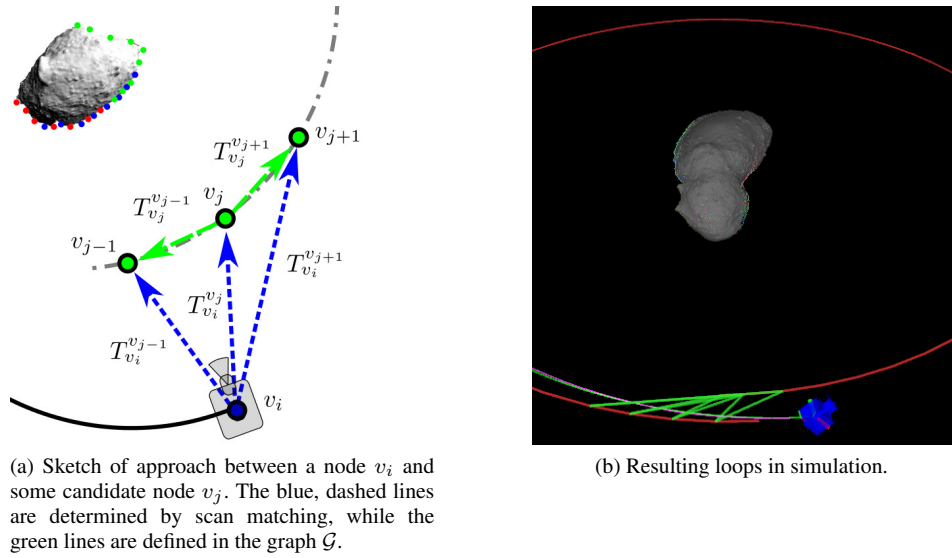 v_{j+1}
T_{v_j}^{v_{j+1}}
v_j
T_{v_j}^{v_{j-1}}
v_{j-1}
T_{v_i}^{v_{j+1}}
T_{v_i}^{v_j}
T_{v_i}^{v_{j-1}}
v_i
(a) Sketch of approach between a node v_i and
some candidate node v_j. The blue, dashed lines
are determined by scan matching, while the
green lines are defined in the graph 𝒢.
(b) Resulting loops in simulation.